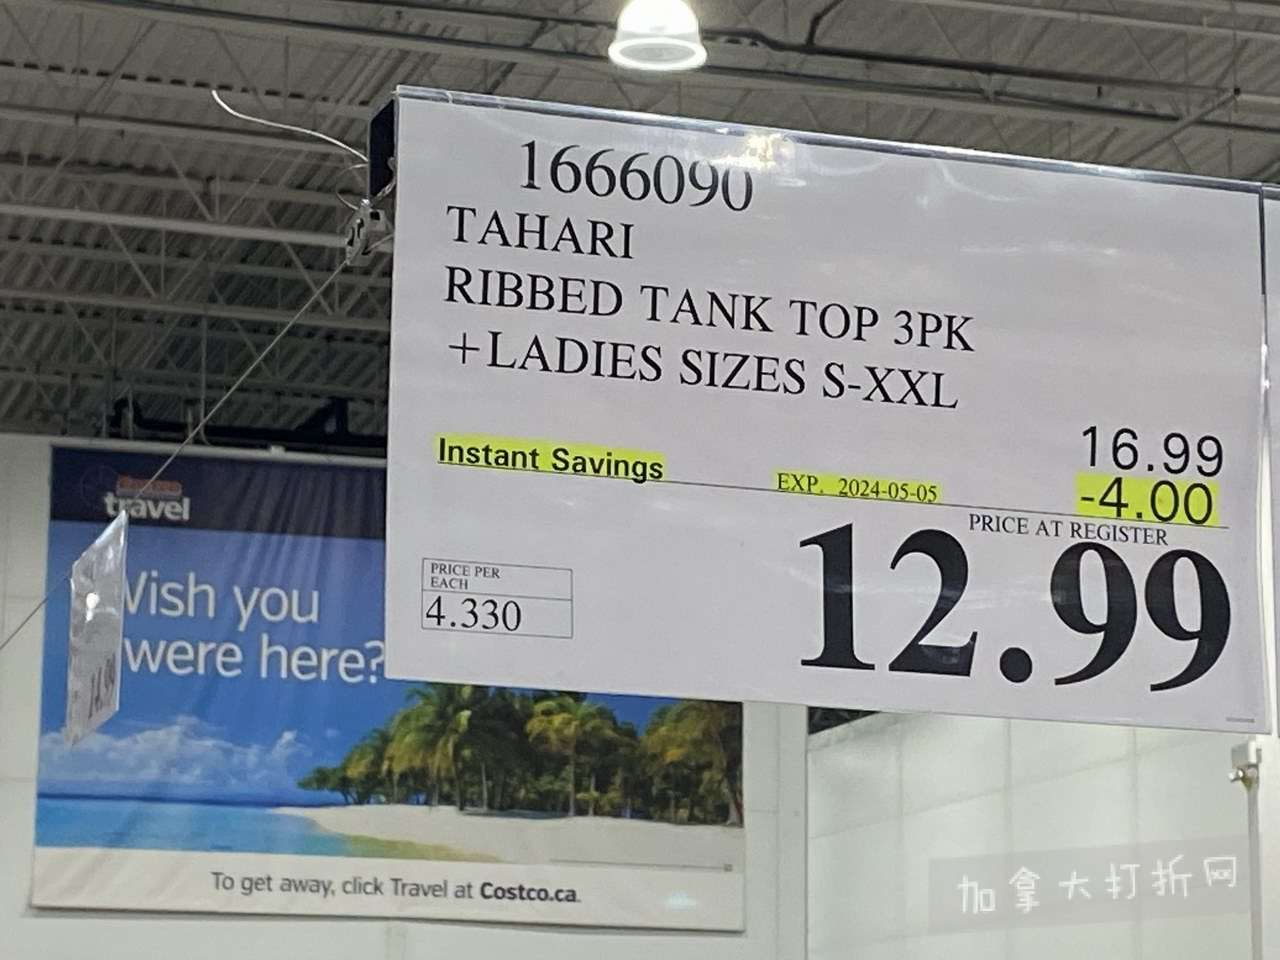 1666090
TAHARI
RIBBED TANK TOP 3PK
+LADIES SIZES S-XXL
16.99
Instant Savings EXP. 2024-05-05 -4.00
PRICE AT REGISTER
12.99
PRICE PER
EACH
4.330
travel
Wish you
were here?
To get away, click Travel at Costco.ca.
加拿大打折网